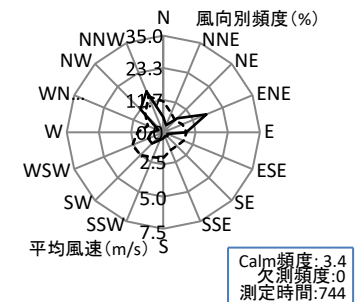 N
風向別頻度(%)
35.0
NNW
NNE
23.3
NW
NE
11.7
WN...
ENE
W
E
0.0
WSW
ESE
2.5
SW
SE
5.0
SSW
SSE
7.5
平均風速(m/s)
S
Calm頻度: 3.4
欠測頻度:0
測定時間:744